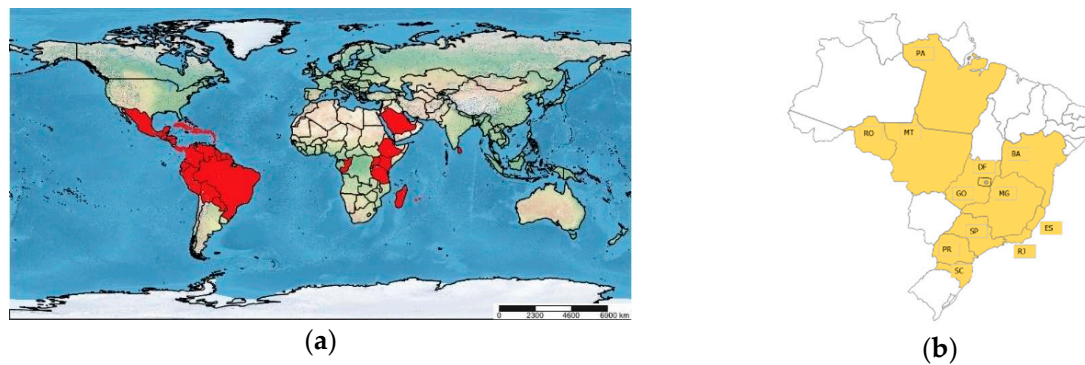 0 2300 4600 6900 km
(a)
PA
RO
MT
BA
DF
GO
MG
SP
ES
PR
RJ
SC
(b)